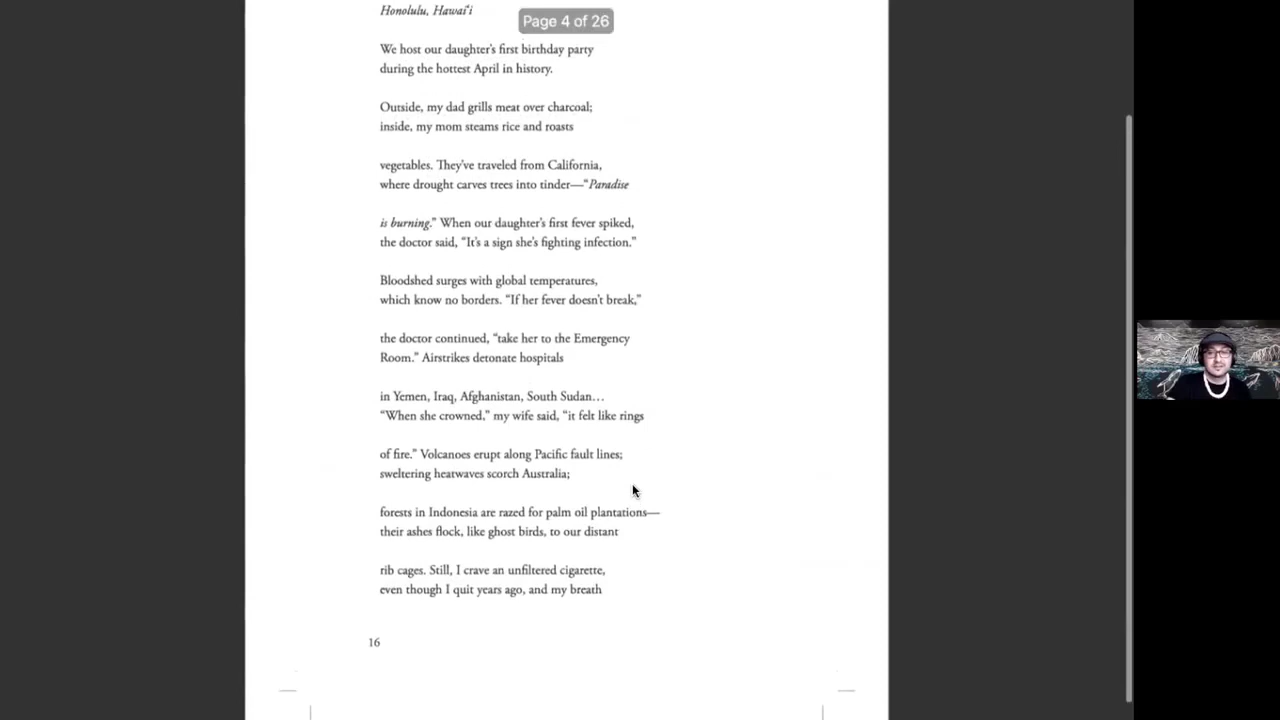 Honolulu, Hawaiʻi
Page 4 of 26
We host our daughter's first birthday party
during the hottest April in history.
Outside, my dad grills meat over charcoal;
inside, my mom steams rice and roasts
vegetables. They've traveled from California,
where drought carves trees into tinder—“Paradise
is burning.” When our daughter's first fever spiked,
the doctor said, “It's a sign she's fighting infection.”
Bloodshed surges with global temperatures,
which know no borders. “If her fever doesn't break,”
the doctor continued, “take her to the Emergency
Room.” Airstrikes detonate hospitals
in Yemen, Iraq, Afghanistan, South Sudan…
“When she crowned,” my wife said, “it felt like rings
of fire.” Volcanoes erupt along Pacific fault lines;
sweltering heatwaves scorch Australia;
forests in Indonesia are razed for palm oil plantations—
their ashes flock, like ghost birds, to our distant
rib cages. Still, I crave an unfiltered cigarette,
even though I quit years ago, and my breath
16